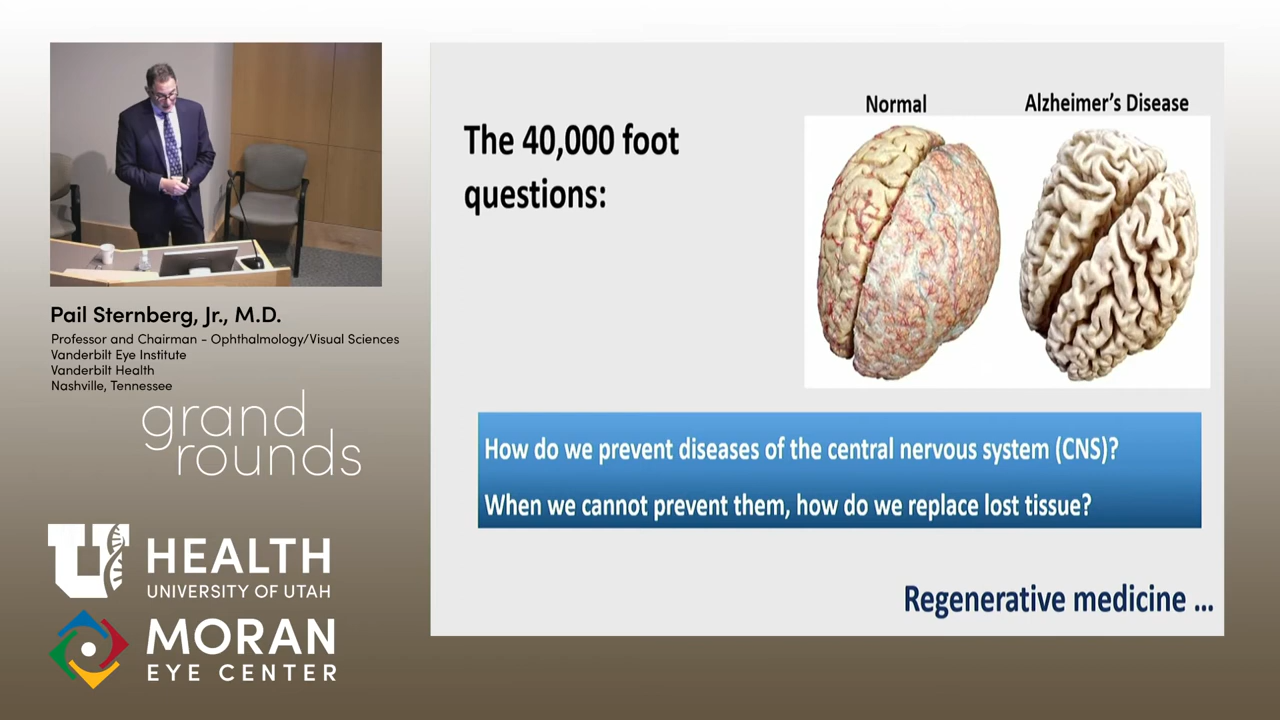 Pail Sternberg, Jr., M.D.
Professor and Chairman - Ophthalmology/Visual Sciences
Vanderbilt Eye Institute
Vanderbilt Health
Nashville, Tennessee
grand
rounds
U HEALTH
UNIVERSITY OF UTAH
MORAN
EYE CENTER
The 40,000 foot
questions:
Normal
Alzheimer's Disease
How do we prevent diseases of the central nervous system (CNS)?
When we cannot prevent them, how do we replace lost tissue?
Regenerative medicine ...